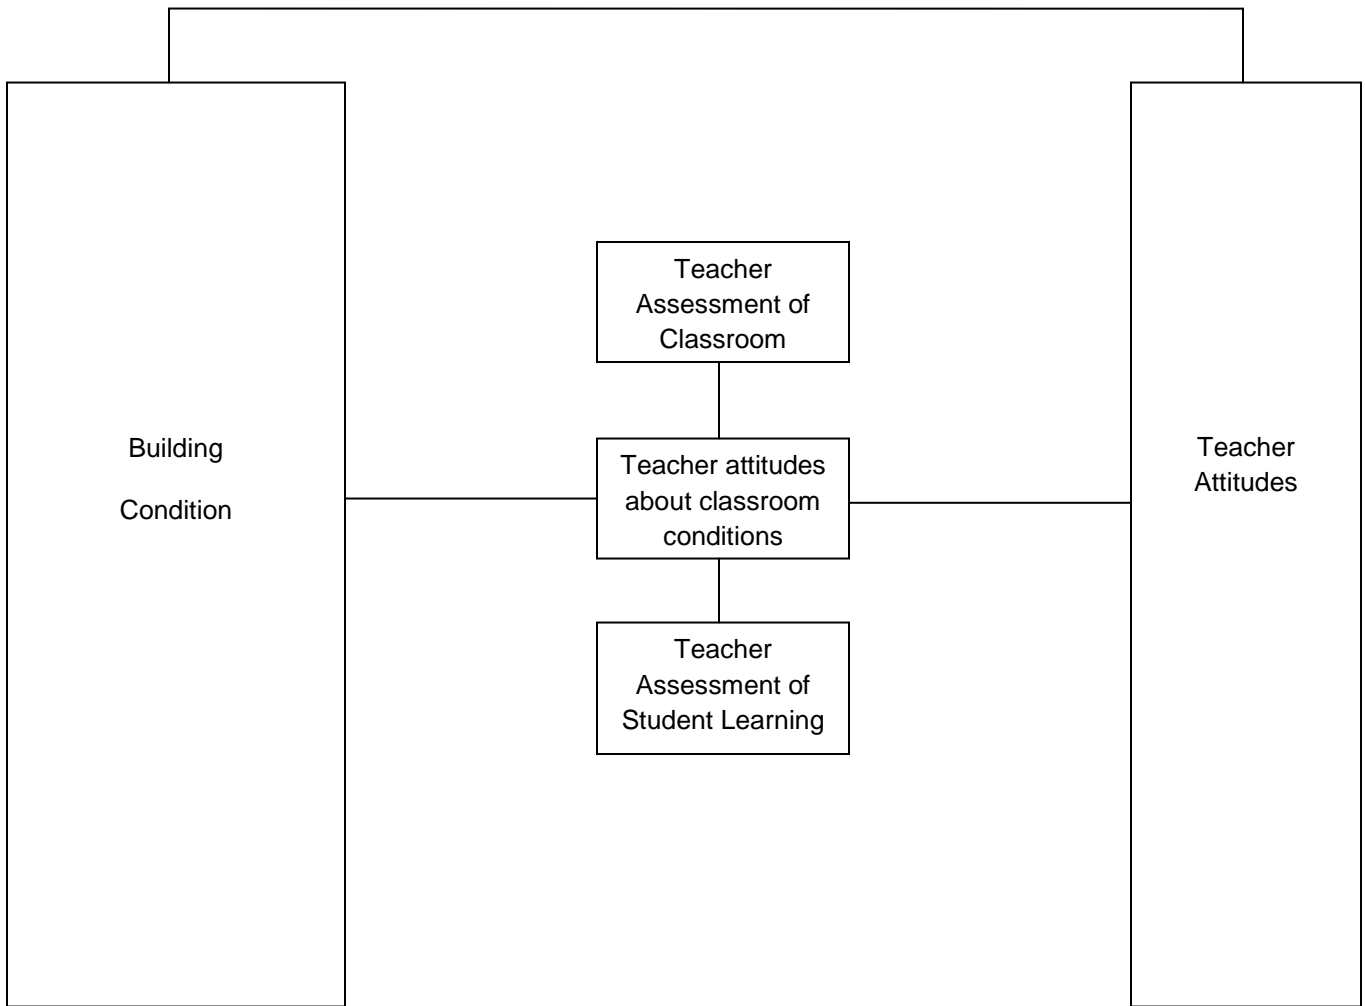 Building
Condition
Teacher
Assessment of
Classroom
Teacher attitudes
about classroom
conditions
Teacher
Assessment of
Student Learning
Teacher
Attitudes